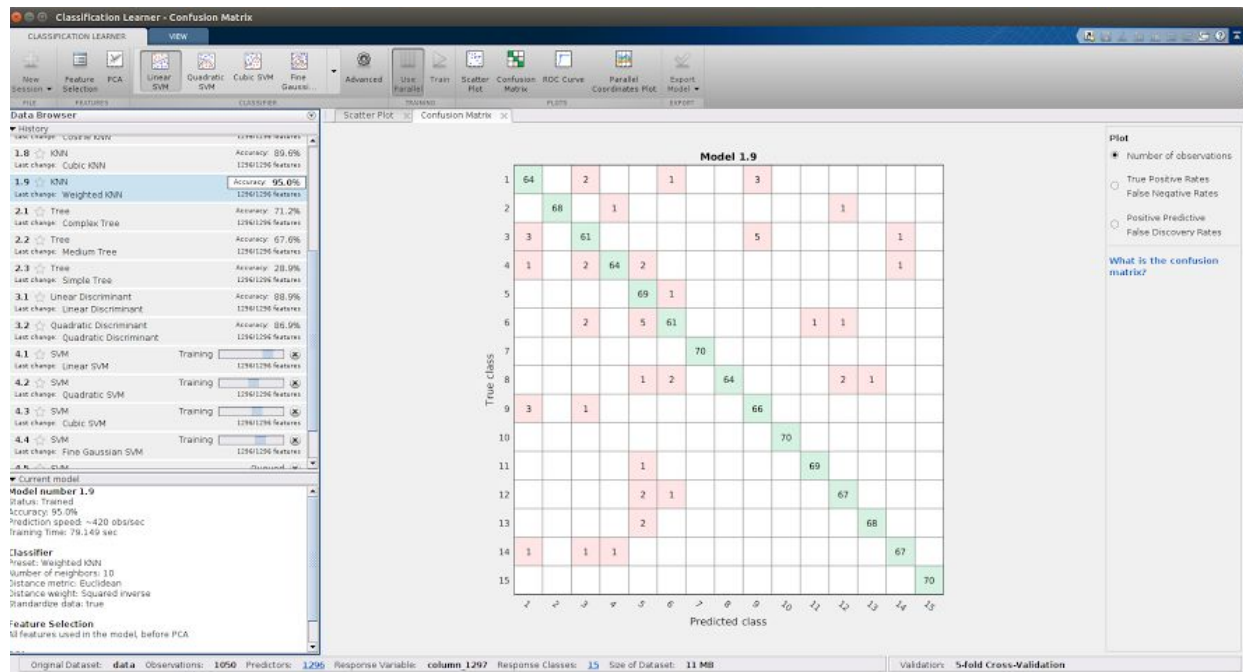 Classification Learner - Confusion Matrix
CLASSIFICATION LEARNER VIEW
New Session Feature Selection PCA Linear SVM Quadratic SVM Cubic SVM Fine Gaussi... Advanced Use Parallel Train Scatter Plot Confusion Matrix ROC Curve Parallel Coordinates Plot Export Model
FILE FEATURES CLASSIFIER TRAINING PLOTS EXPORT
Data Browser
History
Last change: Cosine KNN 1296/1296 features
1.8 KNN Accuracy: 89.6%
Last change: Cubic KNN 1296/1296 features
1.9 KNN Accuracy: 95.0%
Last change: Weighted KNN 1296/1296 features
2.1 Tree Accuracy: 71.2%
Last change: Complex Tree 1296/1296 features
2.2 Tree Accuracy: 67.6%
Last change: Medium Tree 1296/1296 features
2.3 Tree Accuracy: 28.9%
Last change: Simple Tree 1296/1296 features
3.1 Linear Discriminant Accuracy: 88.9%
Last change: Linear Discriminant 1296/1296 features
3.2 Quadratic Discriminant Accuracy: 86.9%
Last change: Quadratic Discriminant 1296/1296 features
4.1 SVM Training
Last change: Linear SVM 1296/1296 features
4.2 SVM Training
Last change: Quadratic SVM 1296/1296 features
4.3 SVM Training
Last change: Cubic SVM 1296/1296 features
4.4 SVM Training
Last change: Fine Gaussian SVM 1296/1296 features
4.5 SVM Queued
Current model
Model number 1.9
Status: Trained
Accuracy: 95.0%
Prediction speed: ~420 obs/sec
Training Time: 79.149 sec
Classifier
Preset: Weighted KNN
Number of neighbors: 10
Distance metric: Euclidean
Distance weight: Squared inverse
Standardize data: true
Feature Selection
All features used in the model, before PCA
Scatter Plot Confusion Matrix
Model 1.9
True class
1 64 2 1 3
2 68 1 1
3 3 61 5 1
4 1 2 64 2 1
5 69 1
6 2 5 61 1 1
7 70
8 1 2 64 2 1
9 3 1 66
10 70
11 1 69
12 2 1 67
13 2 68
14 1 1 1 67
15 70
1 2 3 4 5 6 7 8 9 10 11 12 13 14 15
Predicted class
Plot
Number of observations
True Positive Rates
False Negative Rates
Positive Predictive
False Discovery Rates
What is the confusion
matrix?
Original Dataset: data Observations: 1050 Predictors: 1296 Response Variable: column_1297 Response Classes: 15 Size of Dataset: 11 MB Validation: 5-fold Cross-Validation